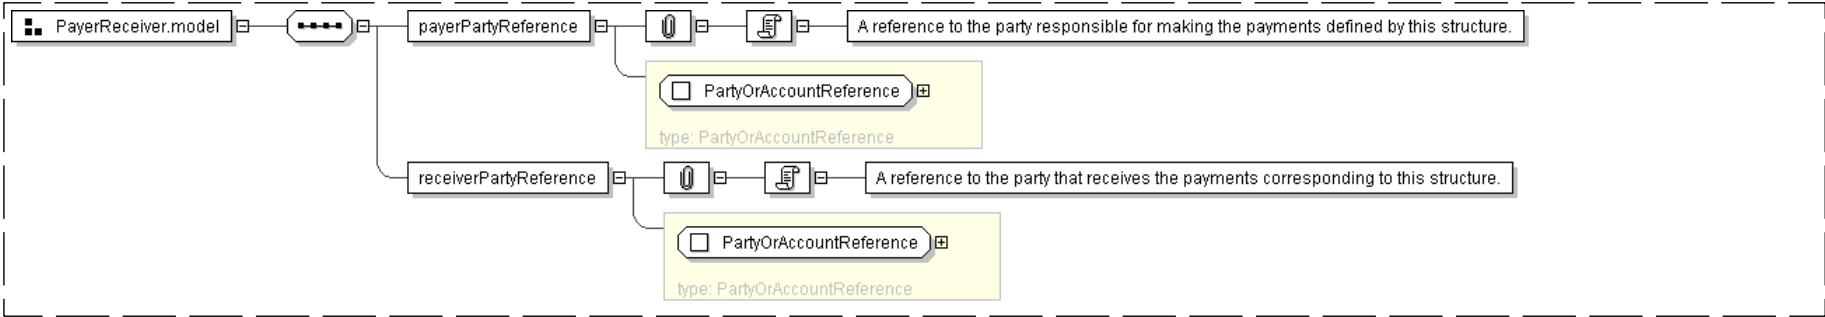 PayerReceiver.model
payerPartyReference
A reference to the party responsible for making the payments defined by this structure.
PartyOrAccountReference
type: PartyOrAccountReference
receiverPartyReference
A reference to the party that receives the payments corresponding to this structure.
PartyOrAccountReference
type: PartyOrAccountReference